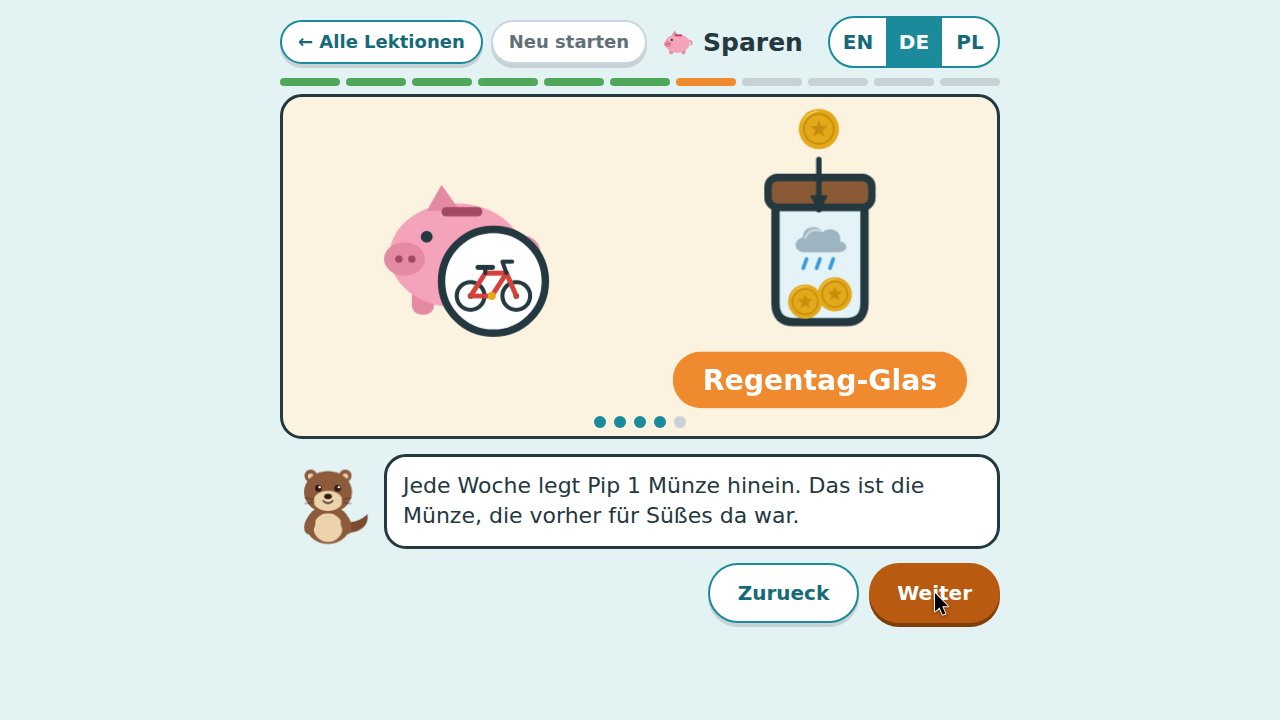 ← Alle Lektionen
Neu starten
Sparen
EN
DE
PL
Regentag-Glas
Jede Woche legt Pip 1 Münze hinein. Das ist die
Münze, die vorher für Süßes da war.
Zurueck
Weiter